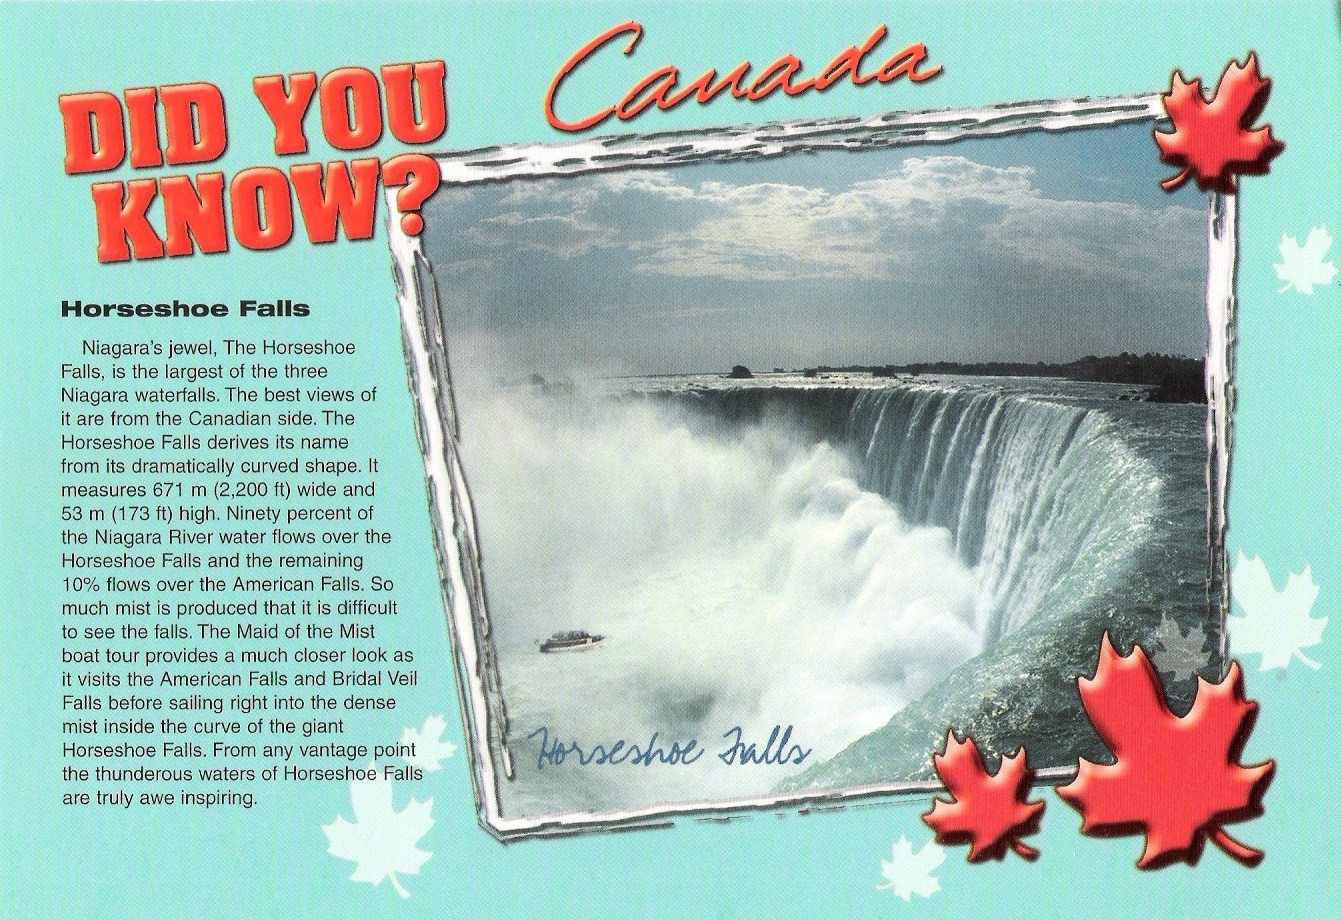 Canada
DID YOU
KNOW?
Horseshoe Falls
Niagara's jewel, The Horseshoe
Falls, is the largest of the three
Niagara waterfalls. The best views of
it are from the Canadian side. The
Horseshoe Falls derives its name
from its dramatically curved shape. It
measures 671 m (2,200 ft) wide and
53 m (173 ft) high. Ninety percent of
the Niagara River water flows over the
Horseshoe Falls and the remaining
10% flows over the American Falls. So
much mist is produced that it is difficult
to see the falls. The Maid of the Mist
boat tour provides a much closer look as
it visits the American Falls and Bridal Veil
Falls before sailing right into the dense
mist inside the curve of the giant
Horseshoe Falls. From any vantage point
the thunderous waters of Horseshoe Falls
are truly awe inspiring.
Horseshoe Falls